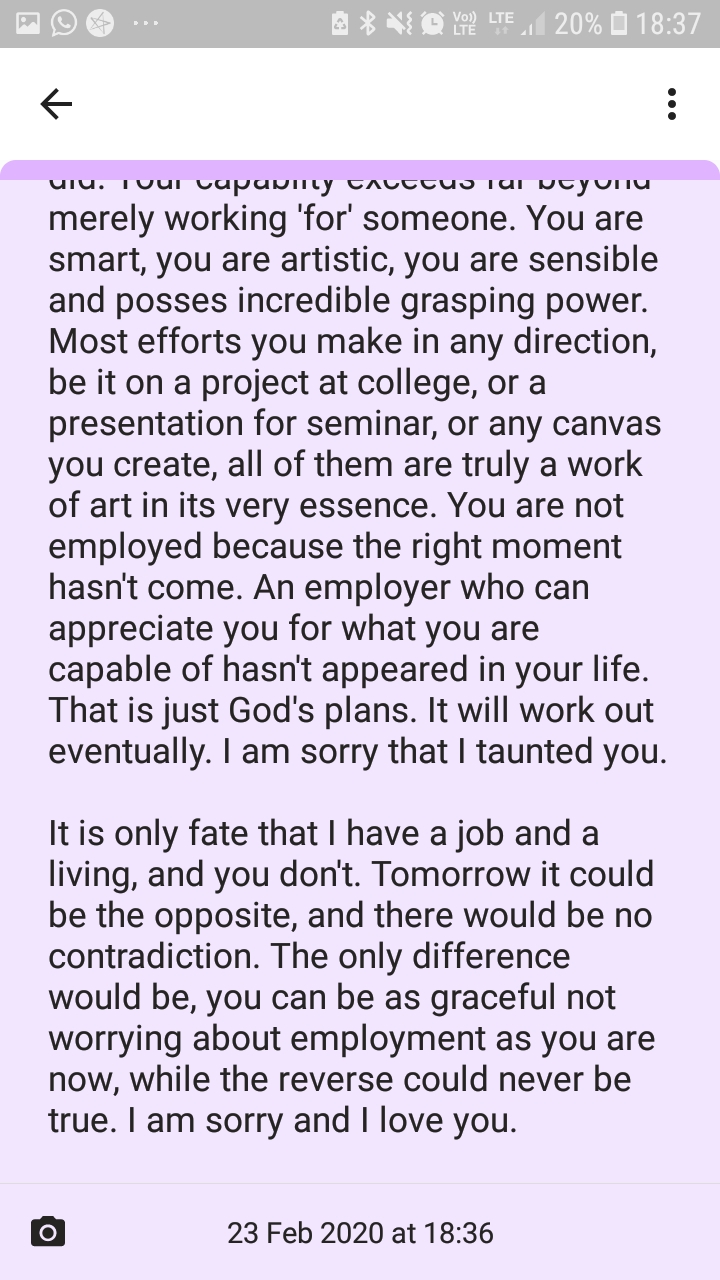 Vo))
LTE LTE 20% 18:37
did. Your capability exceeds far beyond
merely working 'for' someone. You are
smart, you are artistic, you are sensible
and posses incredible grasping power.
Most efforts you make in any direction,
be it on a project at college, or a
presentation for seminar, or any canvas
you create, all of them are truly a work
of art in its very essence. You are not
employed because the right moment
hasn't come. An employer who can
appreciate you for what you are
capable of hasn't appeared in your life.
That is just God's plans. It will work out
eventually. I am sorry that I taunted you.
It is only fate that I have a job and a
living, and you don't. Tomorrow it could
be the opposite, and there would be no
contradiction. The only difference
would be, you can be as graceful not
worrying about employment as you are
now, while the reverse could never be
true. I am sorry and I love you.
23 Feb 2020 at 18:36